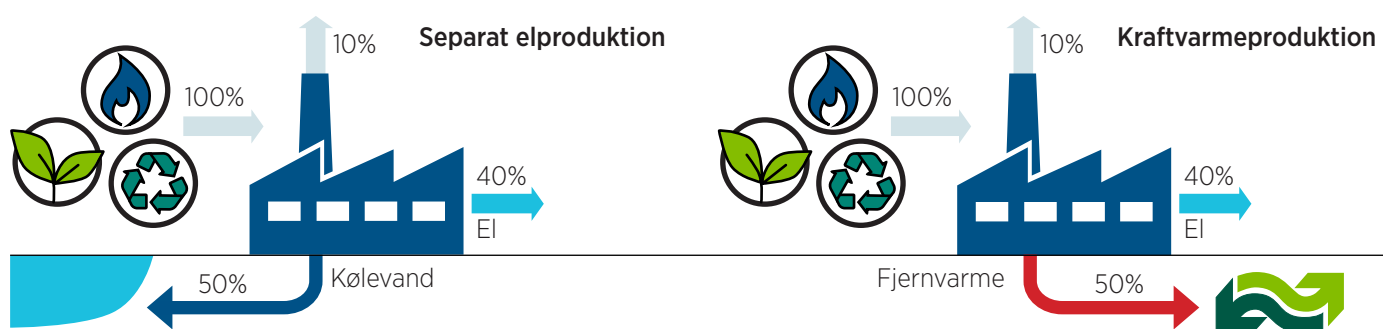 Separat elproduktion
10%
100%
40%
El
50%
Kølevand
Kraftvarmeproduktion
10%
100%
40%
El
Fjernvarme
50%